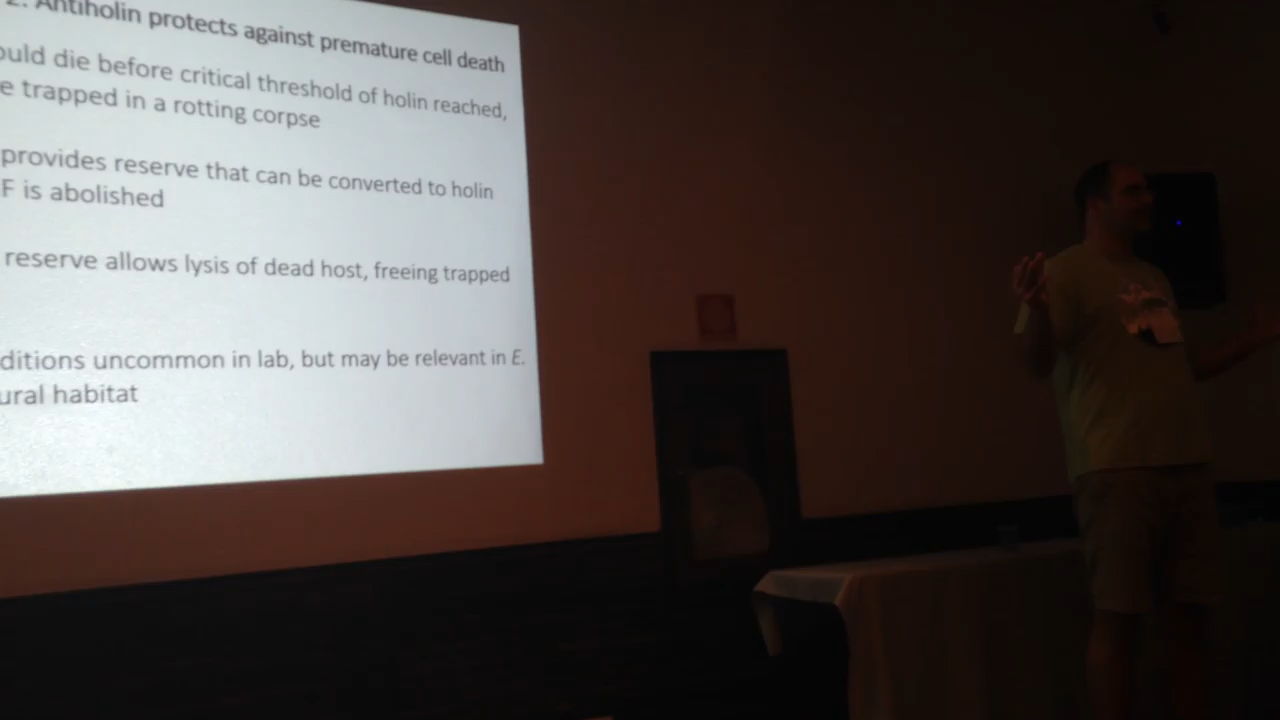 2. Antiholin protects against premature cell death
ould die before critical threshold of holin reached,
e trapped in a rotting corpse
provides reserve that can be converted to holin
F is abolished
reserve allows lysis of dead host, freeing trapped
ditions uncommon in lab, but may be relevant in E.
ural habitat